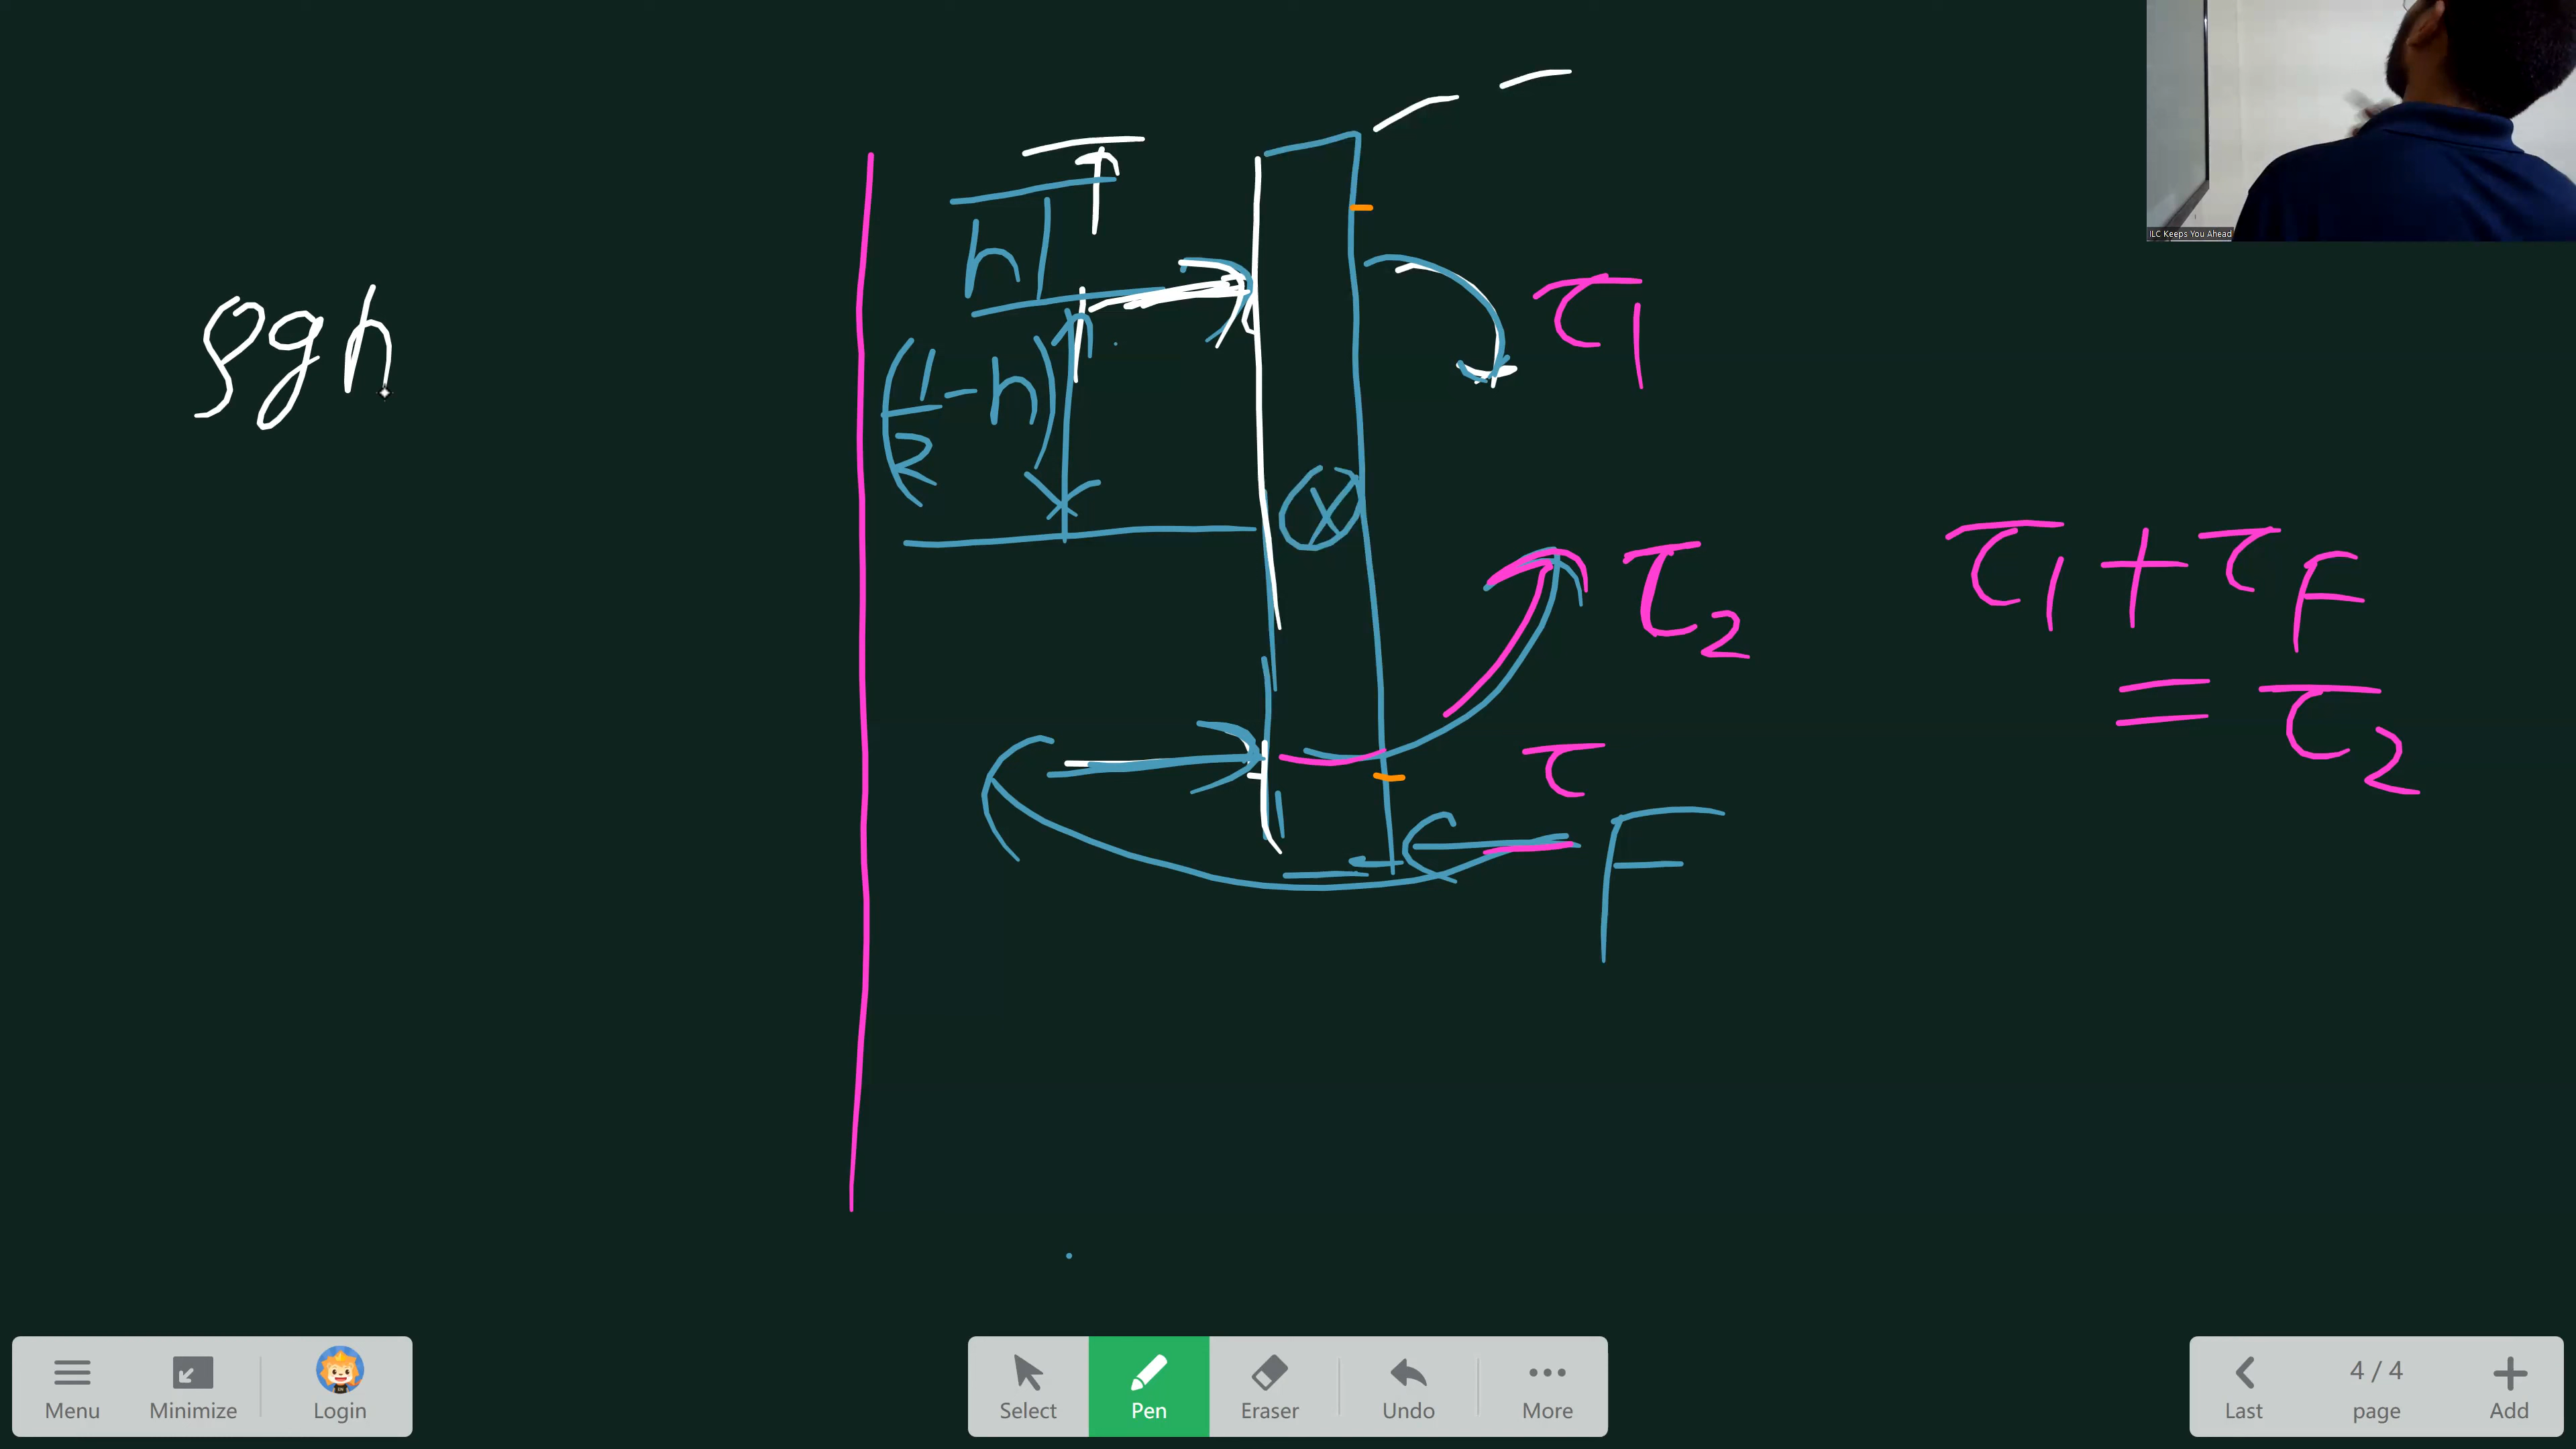 ILC Keeps You Ahead
h
ρgh
τ1
(1/2 - h)
τ2
τ1 + τF
= τ2
τ
F
Menu
Minimize
Login
Select
Pen
Eraser
Undo
More
Last
4 / 4
page
Add